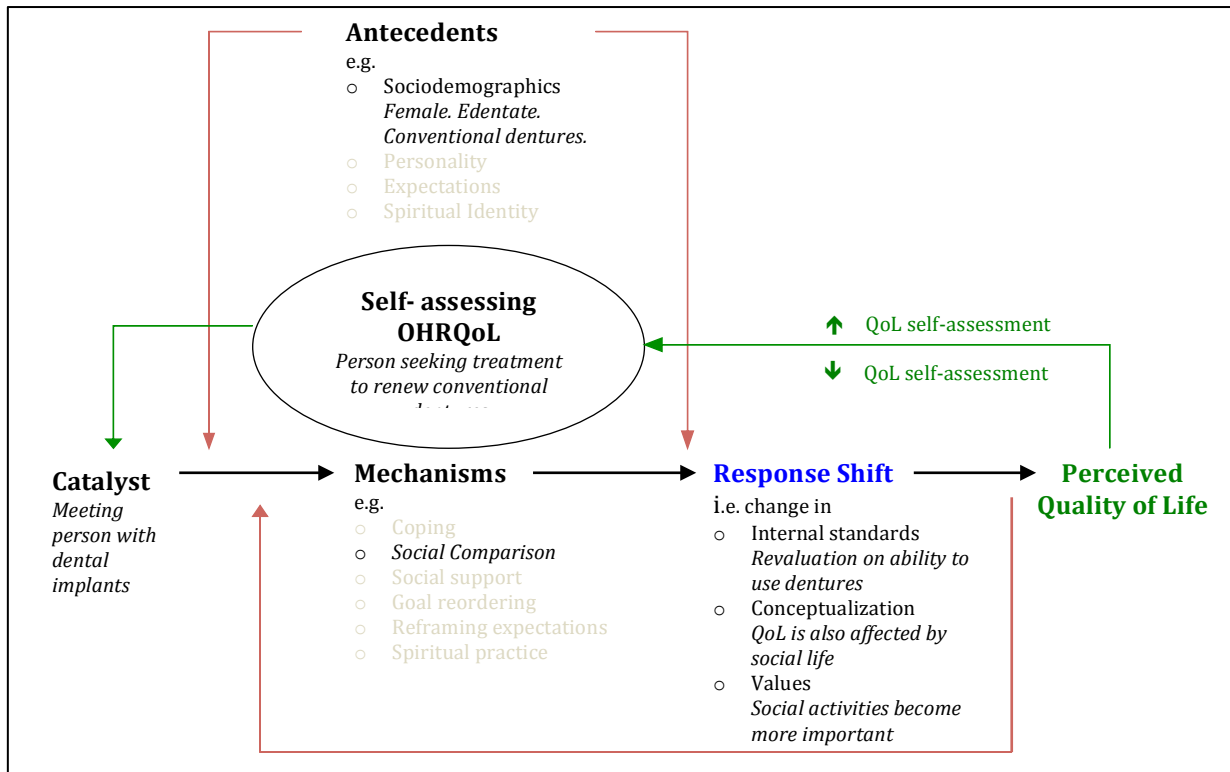 Antecedents
e.g.
o Sociodemographics
Female. Edentate.
Conventional dentures.
o Personality
o Expectations
o Spiritual Identity
Self- assessing
OHRQoL
Person seeking treatment
to renew conventional
🡹 QoL self-assessment
🡻 QoL self-assessment
Catalyst
Meeting
person with
dental
implants
Mechanisms
e.g.
o Coping
o Social Comparison
o Social support
o Goal reordering
o Reframing expectations
o Spiritual practice
Response Shift
i.e. change in
o Internal standards
Revaluation on ability to
use dentures
o Conceptualization
QoL is also affected by
social life
o Values
Social activities become
more important
Perceived
Quality of Life